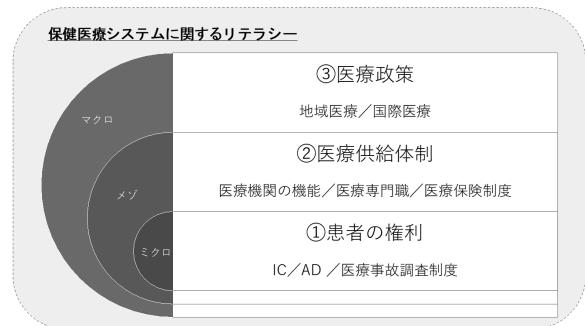 保健医療システムに関するリテラシー
③医療政策
マクロ
地域医療／国際医療
②医療供給体制
メゾ
医療機関の機能／医療専門職／医療保険制度
①患者の権利
ミクロ
IC／AD ／医療事故調査制度